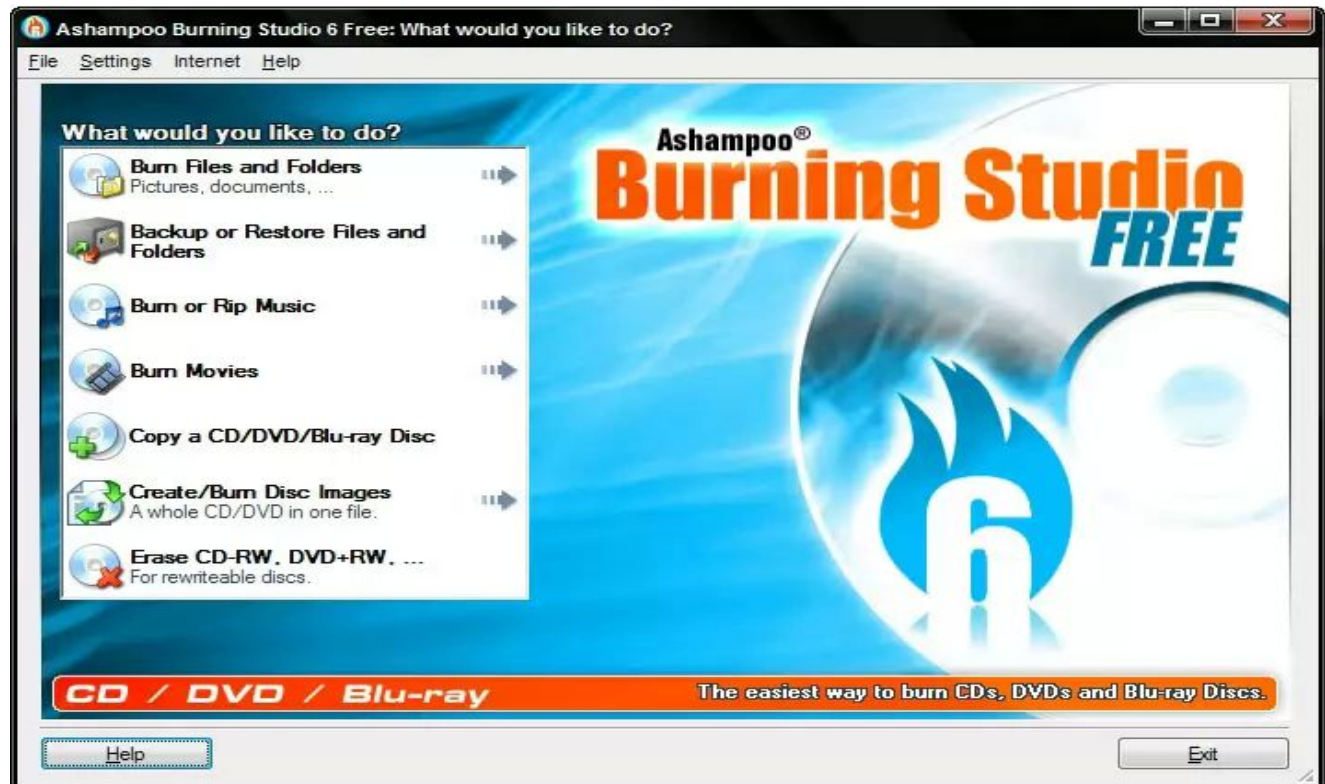 Ashampoo Burning Studio 6 Free: What would you like to do?
File Settings Internet Help
What would you like to do?
Burn Files and Folders
Pictures, documents, ...
Backup or Restore Files and
Folders
Burn or Rip Music
Burn Movies
Copy a CD/DVD/Blu-ray Disc
Create/Burn Disc Images
A whole CD/DVD in one file.
Erase CD-RW, DVD+RW, ...
For rewriteable discs.
Ashampoo®
Burning Studio
FREE
6
CD / DVD / Blu-ray
The easiest way to burn CDs, DVDs and Blu-ray Discs.
Help
Exit